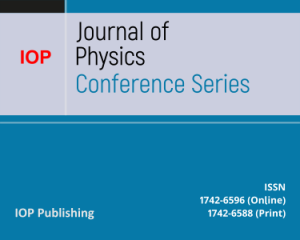 IOP
Journal of
Physics
Conference Series
ISSN
1742-6596 (Online)
IOP Publishing
1742-6588 (Print)